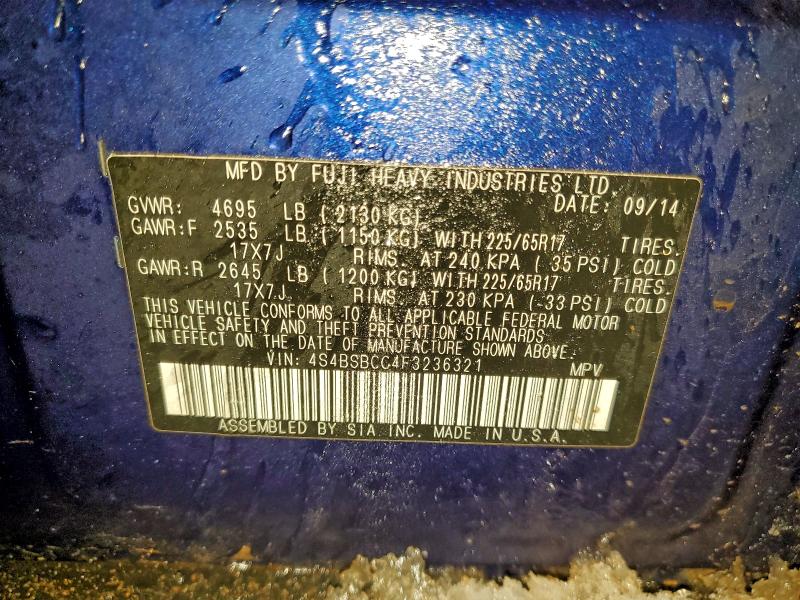 MFD BY FUJI HEAVY INDUSTRIES LTD.
DATE: 09/14
GVWR: 4695 LB ( 2130 KG)
GAWR:F 2535 LB ( 1150 KG) WITH 225/65R17 TIRES.
17X7J RIMS. AT 240 KPA ( 35 PSI) COLD
GAWR:R 2645 LB ( 1200 KG) WITH 225/65R17 TIRES.
17X7J RIMS. AT 230 KPA ( 33 PSI) COLD
THIS VEHICLE CONFORMS TO ALL APPLICABLE FEDERAL MOTOR
VEHICLE SAFETY AND THEFT PREVENTION STANDARDS
IN EFFECT ON THE DATE OF MANUFACTURE SHOWN ABOVE.
VIN: 4S4BSBCC4F3236321 MPV
ASSEMBLED BY SIA INC. MADE IN U.S.A.